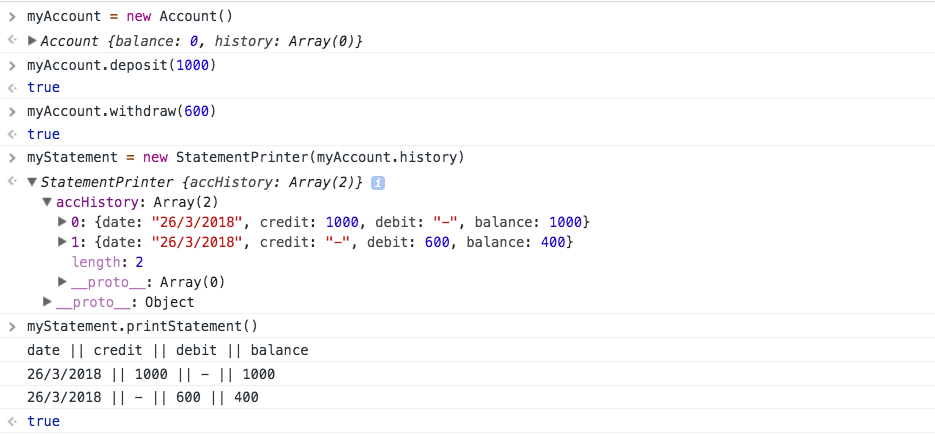 myAccount = new Account()
Account {balance: 0, history: Array(0)}
myAccount.deposit(1000)
true
myAccount.withdraw(600)
true
myStatement = new StatementPrinter(myAccount.history)
StatementPrinter {accHistory: Array(2)} i
accHistory: Array(2)
0: {date: "26/3/2018", credit: 1000, debit: "-", balance: 1000}
1: {date: "26/3/2018", credit: "-", debit: 600, balance: 400}
length: 2
__proto__: Array(0)
__proto__: Object
myStatement.printStatement()
date || credit || debit || balance
26/3/2018 || 1000 || - || 1000
26/3/2018 || - || 600 || 400
true